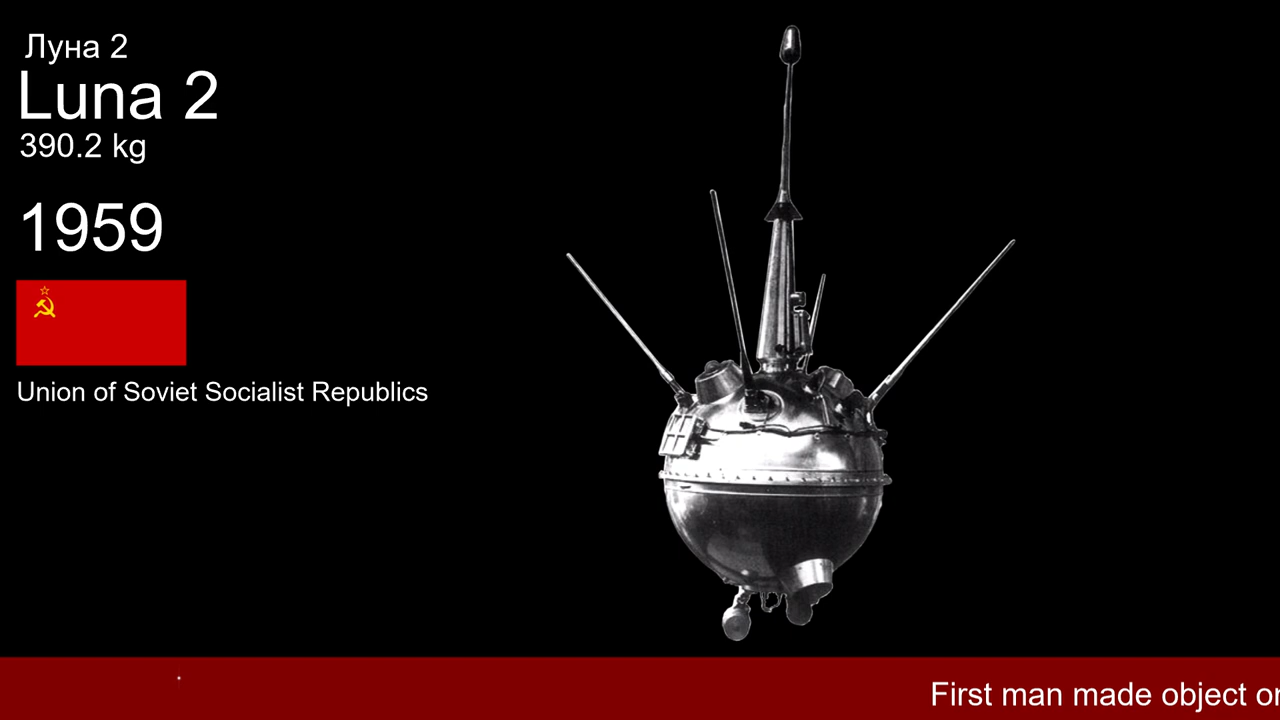 Луна 2
Luna 2
390.2 kg
1959
Union of Soviet Socialist Republics
First man made object